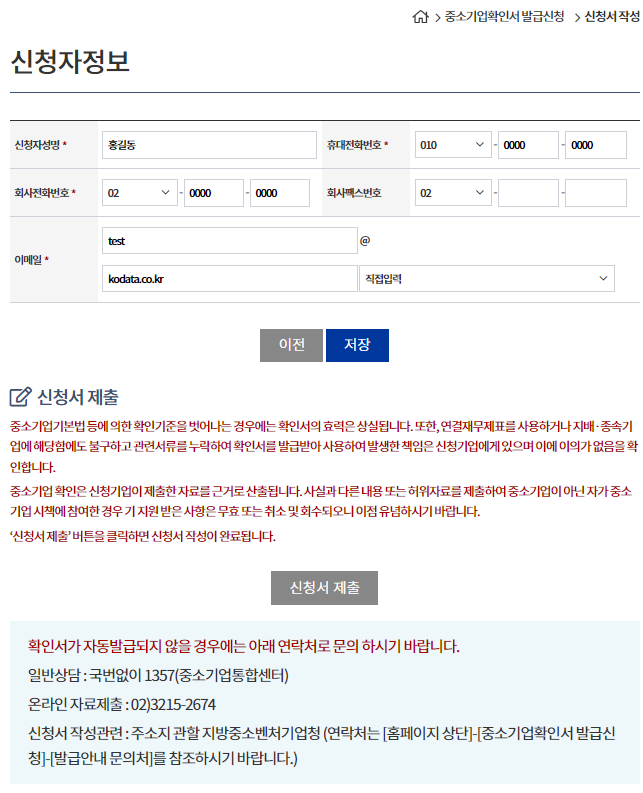 > 중소기업확인서 발급신청 > 신청서 작성
신청자정보
신청자성명 * 홍길동 휴대전화번호 * 010 - 0000 - 0000
회사전화번호 * 02 - 0000 - 0000 회사팩스번호 02 - -
이메일 * test @
kodata.co.kr 직접입력
이전 저장
신청서 제출
중소기업기본법 등에 의한 확인기준을 벗어나는 경우에는 확인서의 효력은 상실됩니다. 또한, 연결재무제표를 사용하거나 지배·종속기
업에 해당함에도 불구하고 관련서류를 누락하여 확인서를 발급받아 사용하여 발생한 책임은 신청기업에게 있으며 이에 이의가 없음을 확
인합니다.
중소기업 확인은 신청기업이 제출한 자료를 근거로 산출됩니다. 사실과 다른 내용 또는 허위자료를 제출하여 중소기업이 아닌 자가 중소
기업 시책에 참여한 경우 기 지원 받은 사항은 무효 또는 취소 및 회수되오니 이점 유념하시기 바랍니다.
‘신청서 제출’ 버튼을 클릭하면 신청서 작성이 완료됩니다.
신청서 제출
확인서가 자동발급되지 않을 경우에는 아래 연락처로 문의 하시기 바랍니다.
일반상담 : 국번없이 1357(중소기업통합센터)
온라인 자료제출 : 02)3215-2674
신청서 작성관련 : 주소지 관할 지방중소벤처기업청 (연락처는 [홈페이지 상단]-[중소기업확인서 발급신
청]-[발급안내 문의처]를 참조하시기 바랍니다.)